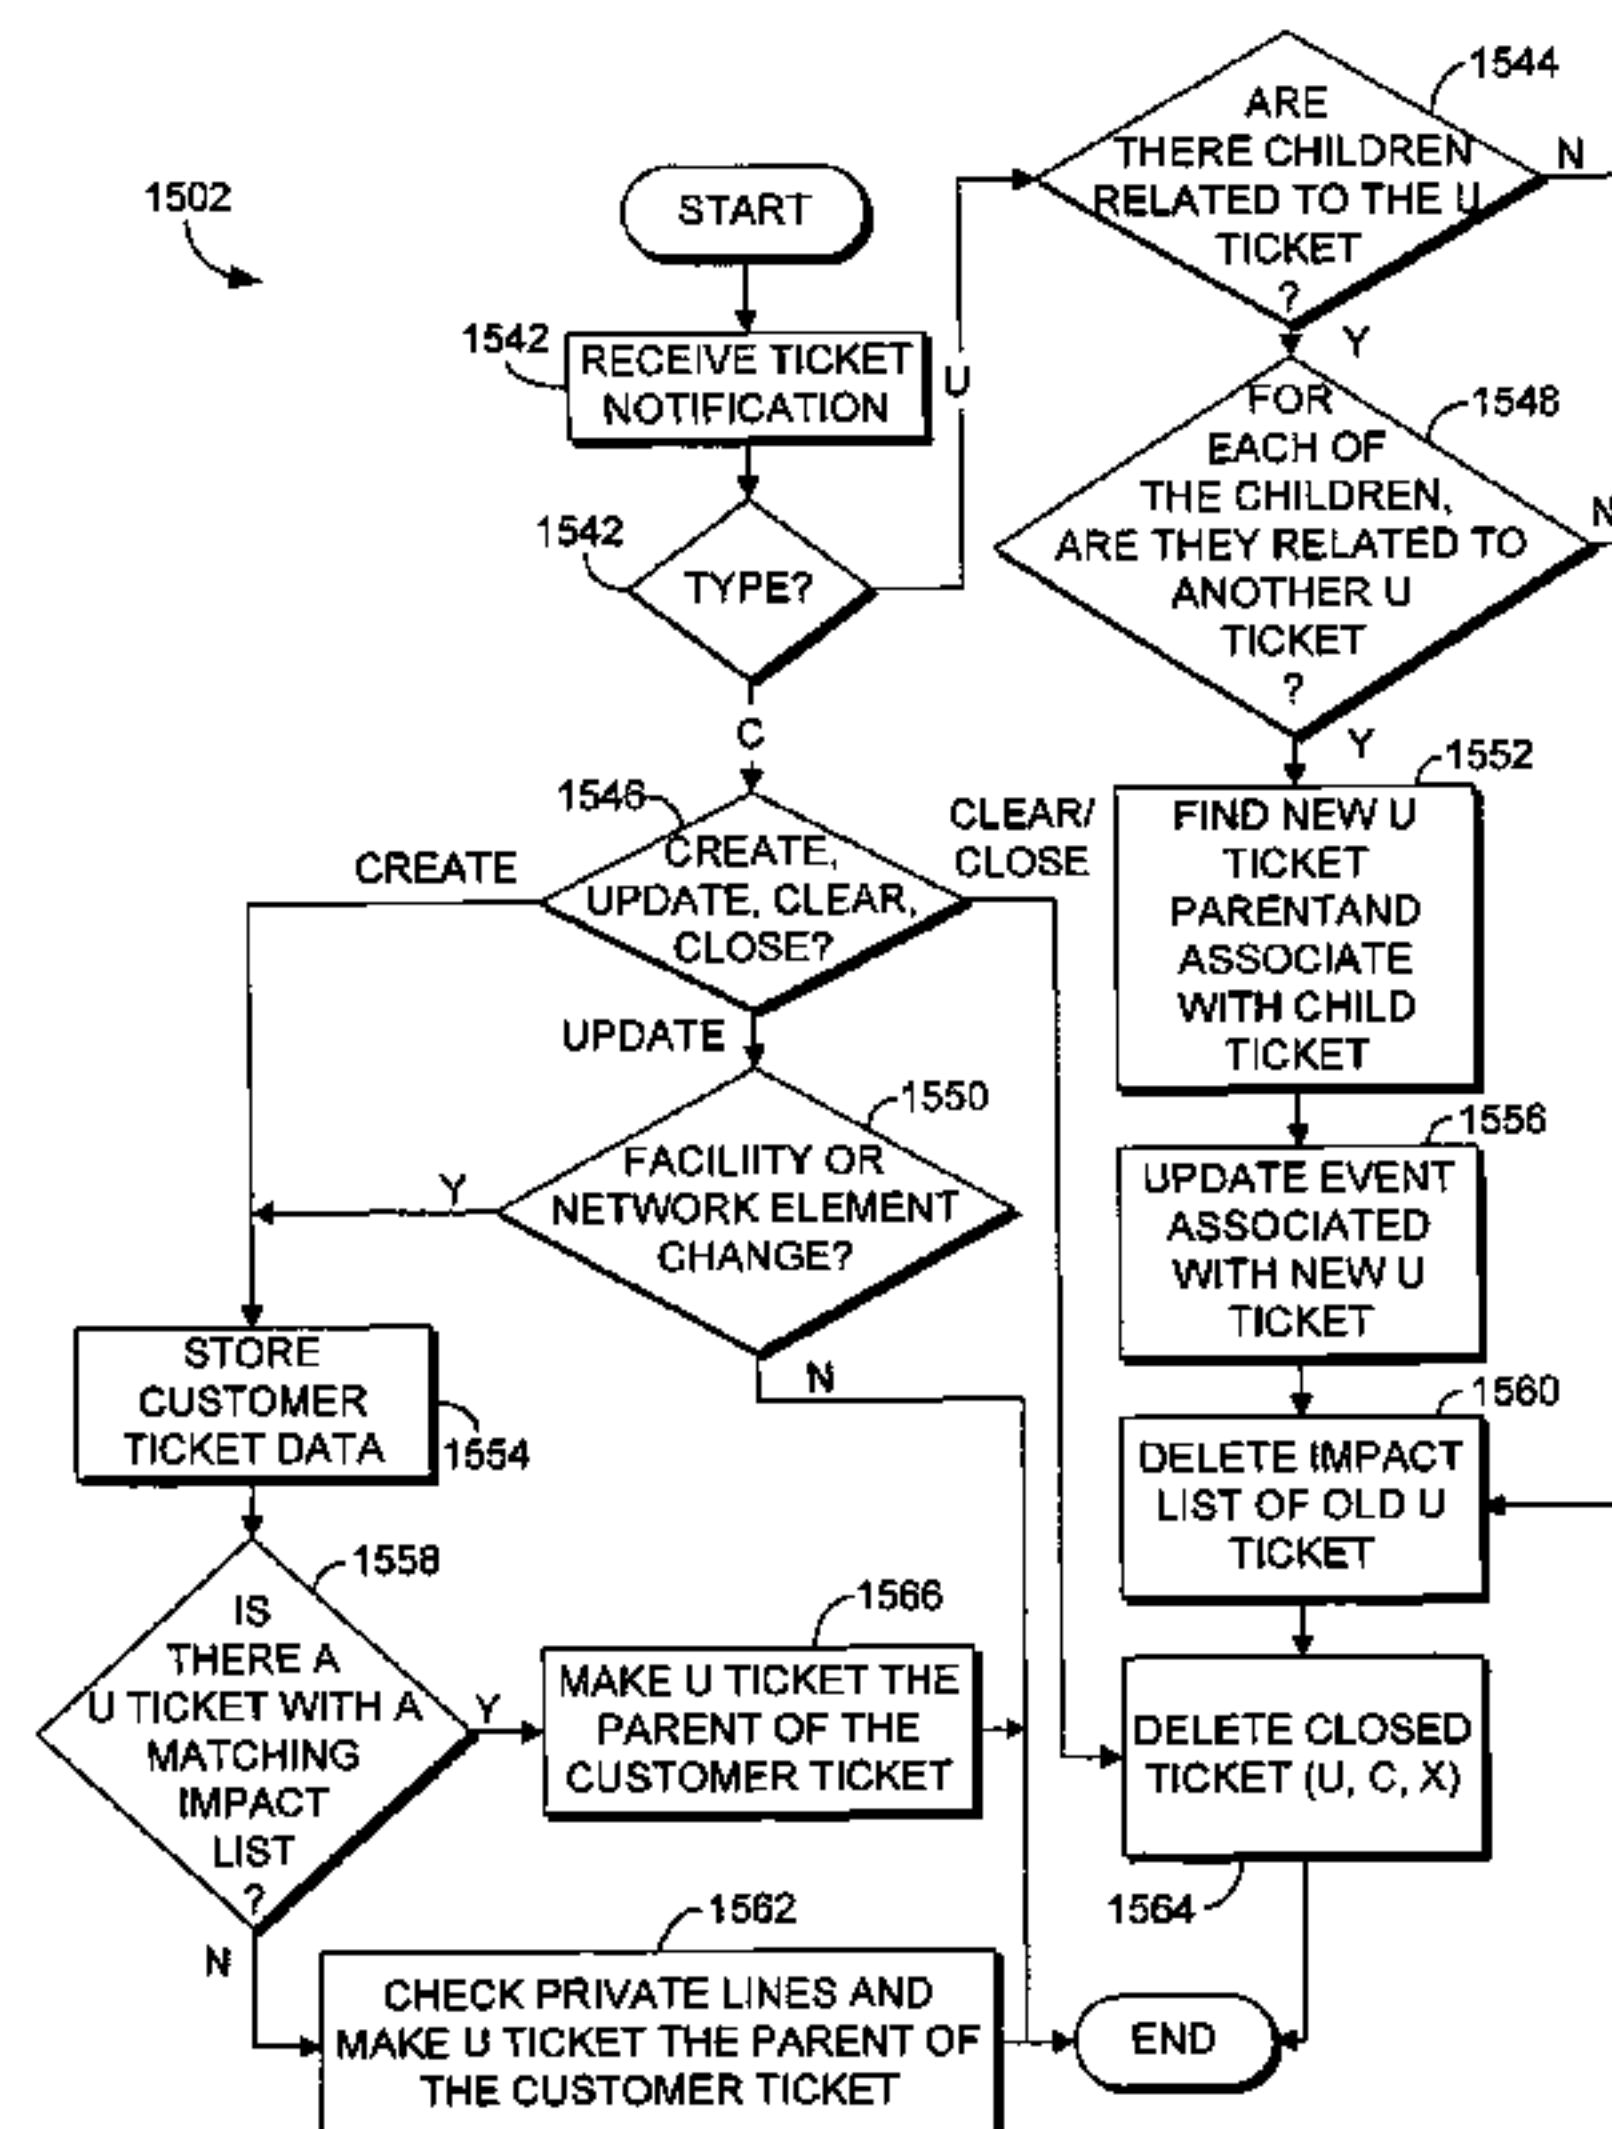 1502
START
1542
RECEIVE TICKET
NOTIFICATION
1542
TYPE?
U
C
1544
ARE
THERE CHILDREN
RELATED TO THE U
TICKET
?
N
Y
1548
FOR
EACH OF
THE CHILDREN,
ARE THEY RELATED TO
ANOTHER U
TICKET
?
N
Y
1546
CREATE,
UPDATE, CLEAR,
CLOSE?
CREATE
CLEAR/
CLOSE
UPDATE
1552
FIND NEW U
TICKET
PARENTAND
ASSOCIATE
WITH CHILD
TICKET
1550
FACILIITY OR
NETWORK ELEMENT
CHANGE?
Y
N
1556
UPDATE EVENT
ASSOCIATED
WITH NEW U
TICKET
STORE
CUSTOMER
TICKET DATA
1554
1560
DELETE IMPACT
LIST OF OLD U
TICKET
1558
IS
THERE A
U TICKET WITH A
MATCHING
IMPACT
LIST
?
Y
N
1566
MAKE U TICKET THE
PARENT OF THE
CUSTOMER TICKET
DELETE CLOSED
TICKET (U, C, X)
1564
1562
CHECK PRIVATE LINES AND
MAKE U TICKET THE PARENT OF
THE CUSTOMER TICKET
END